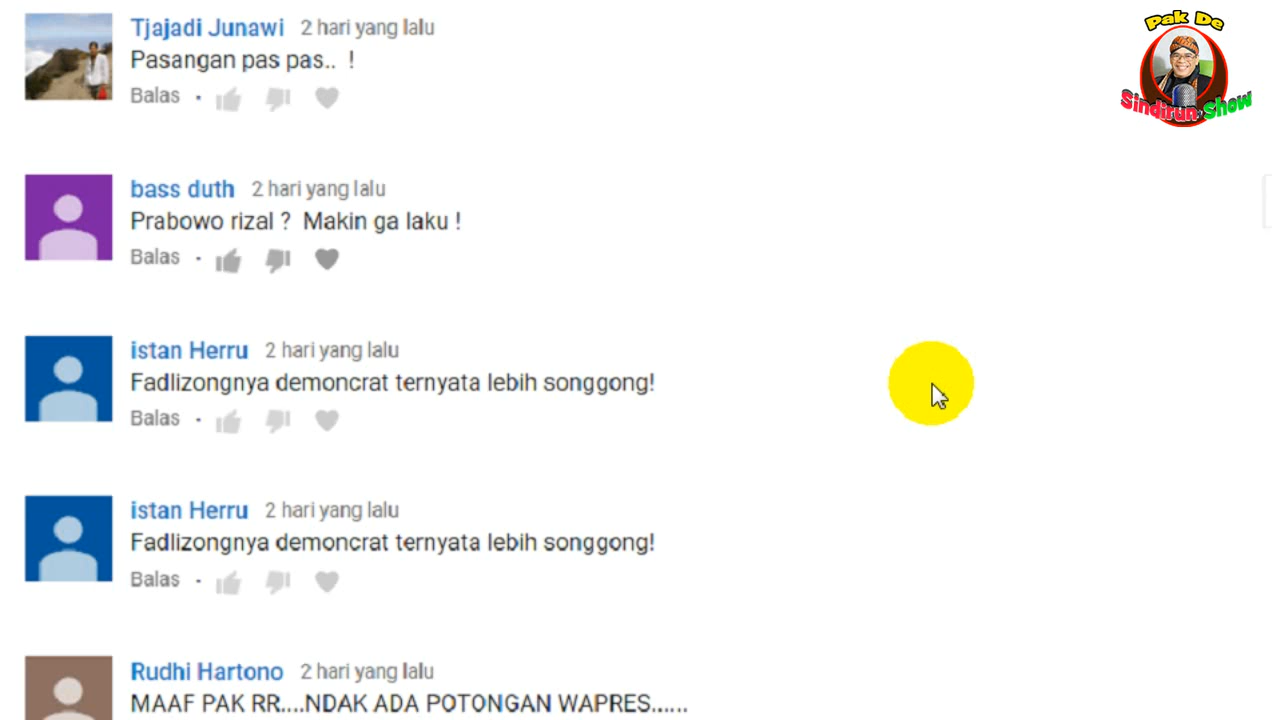 Pak De
Sindirun Show
Tjajadi Junawi 2 hari yang lalu
Pasangan pas pas.. !
Balas
bass duth 2 hari yang lalu
Prabowo rizal ? Makin ga laku !
Balas
istan Herru 2 hari yang lalu
Fadlizongnya demoncrat ternyata lebih songgong!
Balas
istan Herru 2 hari yang lalu
Fadlizongnya demoncrat ternyata lebih songgong!
Balas
Rudhi Hartono 2 hari yang lalu
MAAF PAK RR....NDAK ADA POTONGAN WAPRES......